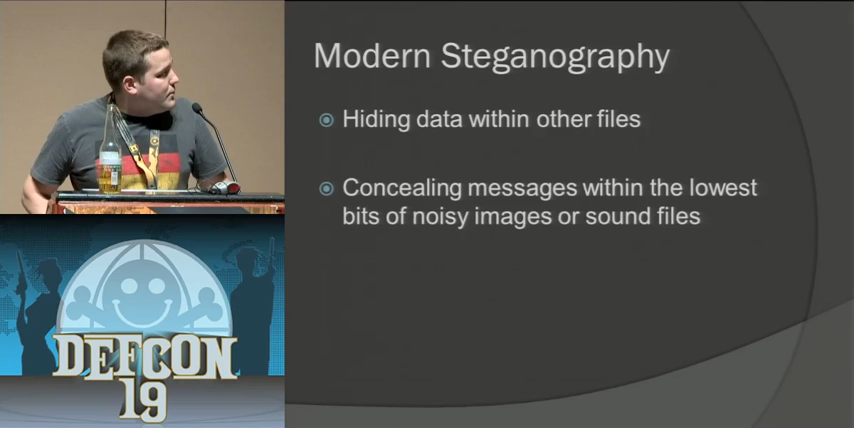 Modern Steganography
Hiding data within other files
Concealing messages within the lowest
bits of noisy images or sound files
DEFCON
19